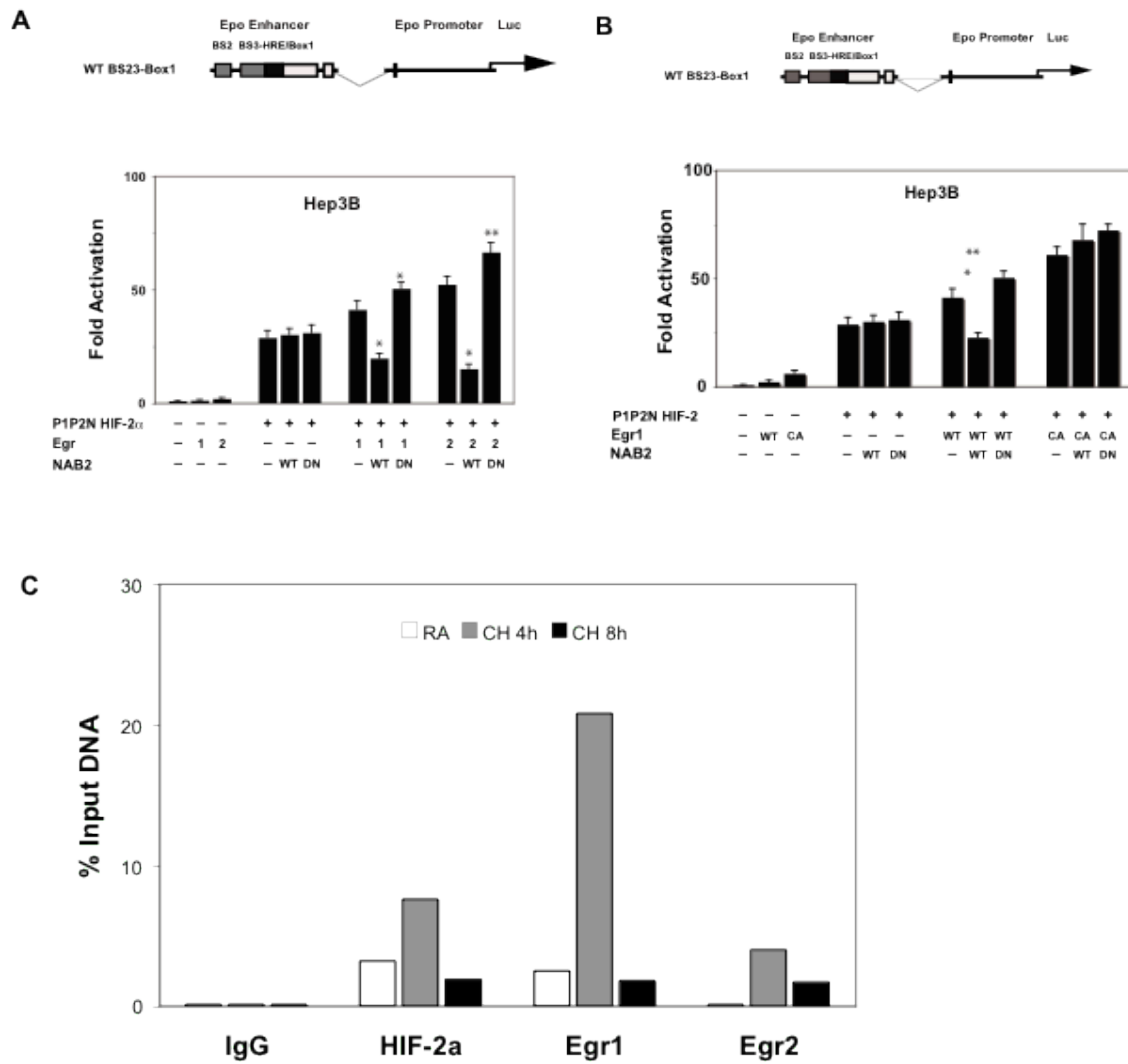 A
Epo Enhancer Epo Promoter Luc
BS2 BS3-HRE/Box1
WT BS23-Box1
100
Hep3B
Fold Activation
50
0
* * * **
P1P2N HIF-2α – – – + + + + + + + + +
Egr – 1 2 – – – 1 1 1 2 2 2
NAB2 – – – – WT DN – WT DN – WT DN
B
Epo Enhancer Epo Promoter Luc
BS2 BS3-HRE/Box1
WT BS23-Box1
100
Hep3B
Fold Activation
50
0
**
*
P1P2N HIF-2 – – – + + + + + + + + +
Egr1 – WT CA – – – WT WT WT CA CA CA
NAB2 – – – – WT DN – WT DN – WT DN
C
30
RA CH 4h CH 8h
20
% Input DNA
10
0
IgG HIF-2a Egr1 Egr2